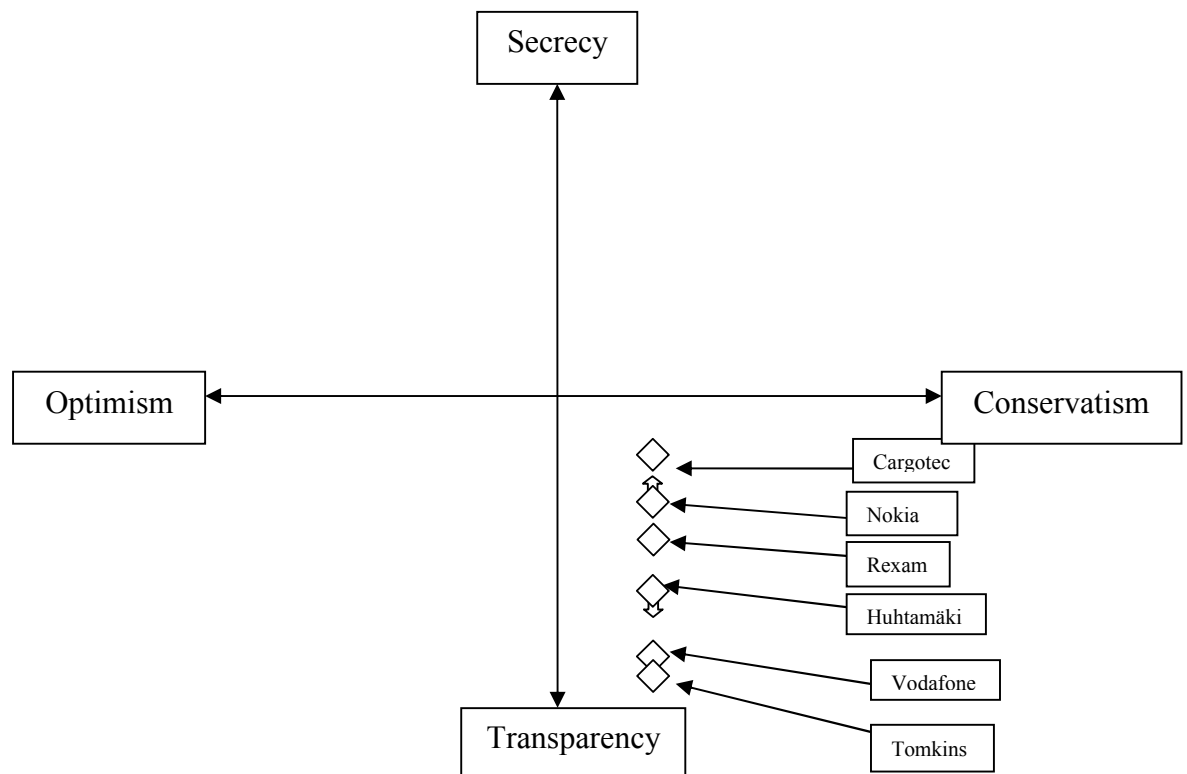 Secrecy
Optimism
Conservatism
Cargotec
Nokia
Rexam
Huhtamäki
Vodafone
Transparency
Tomkins